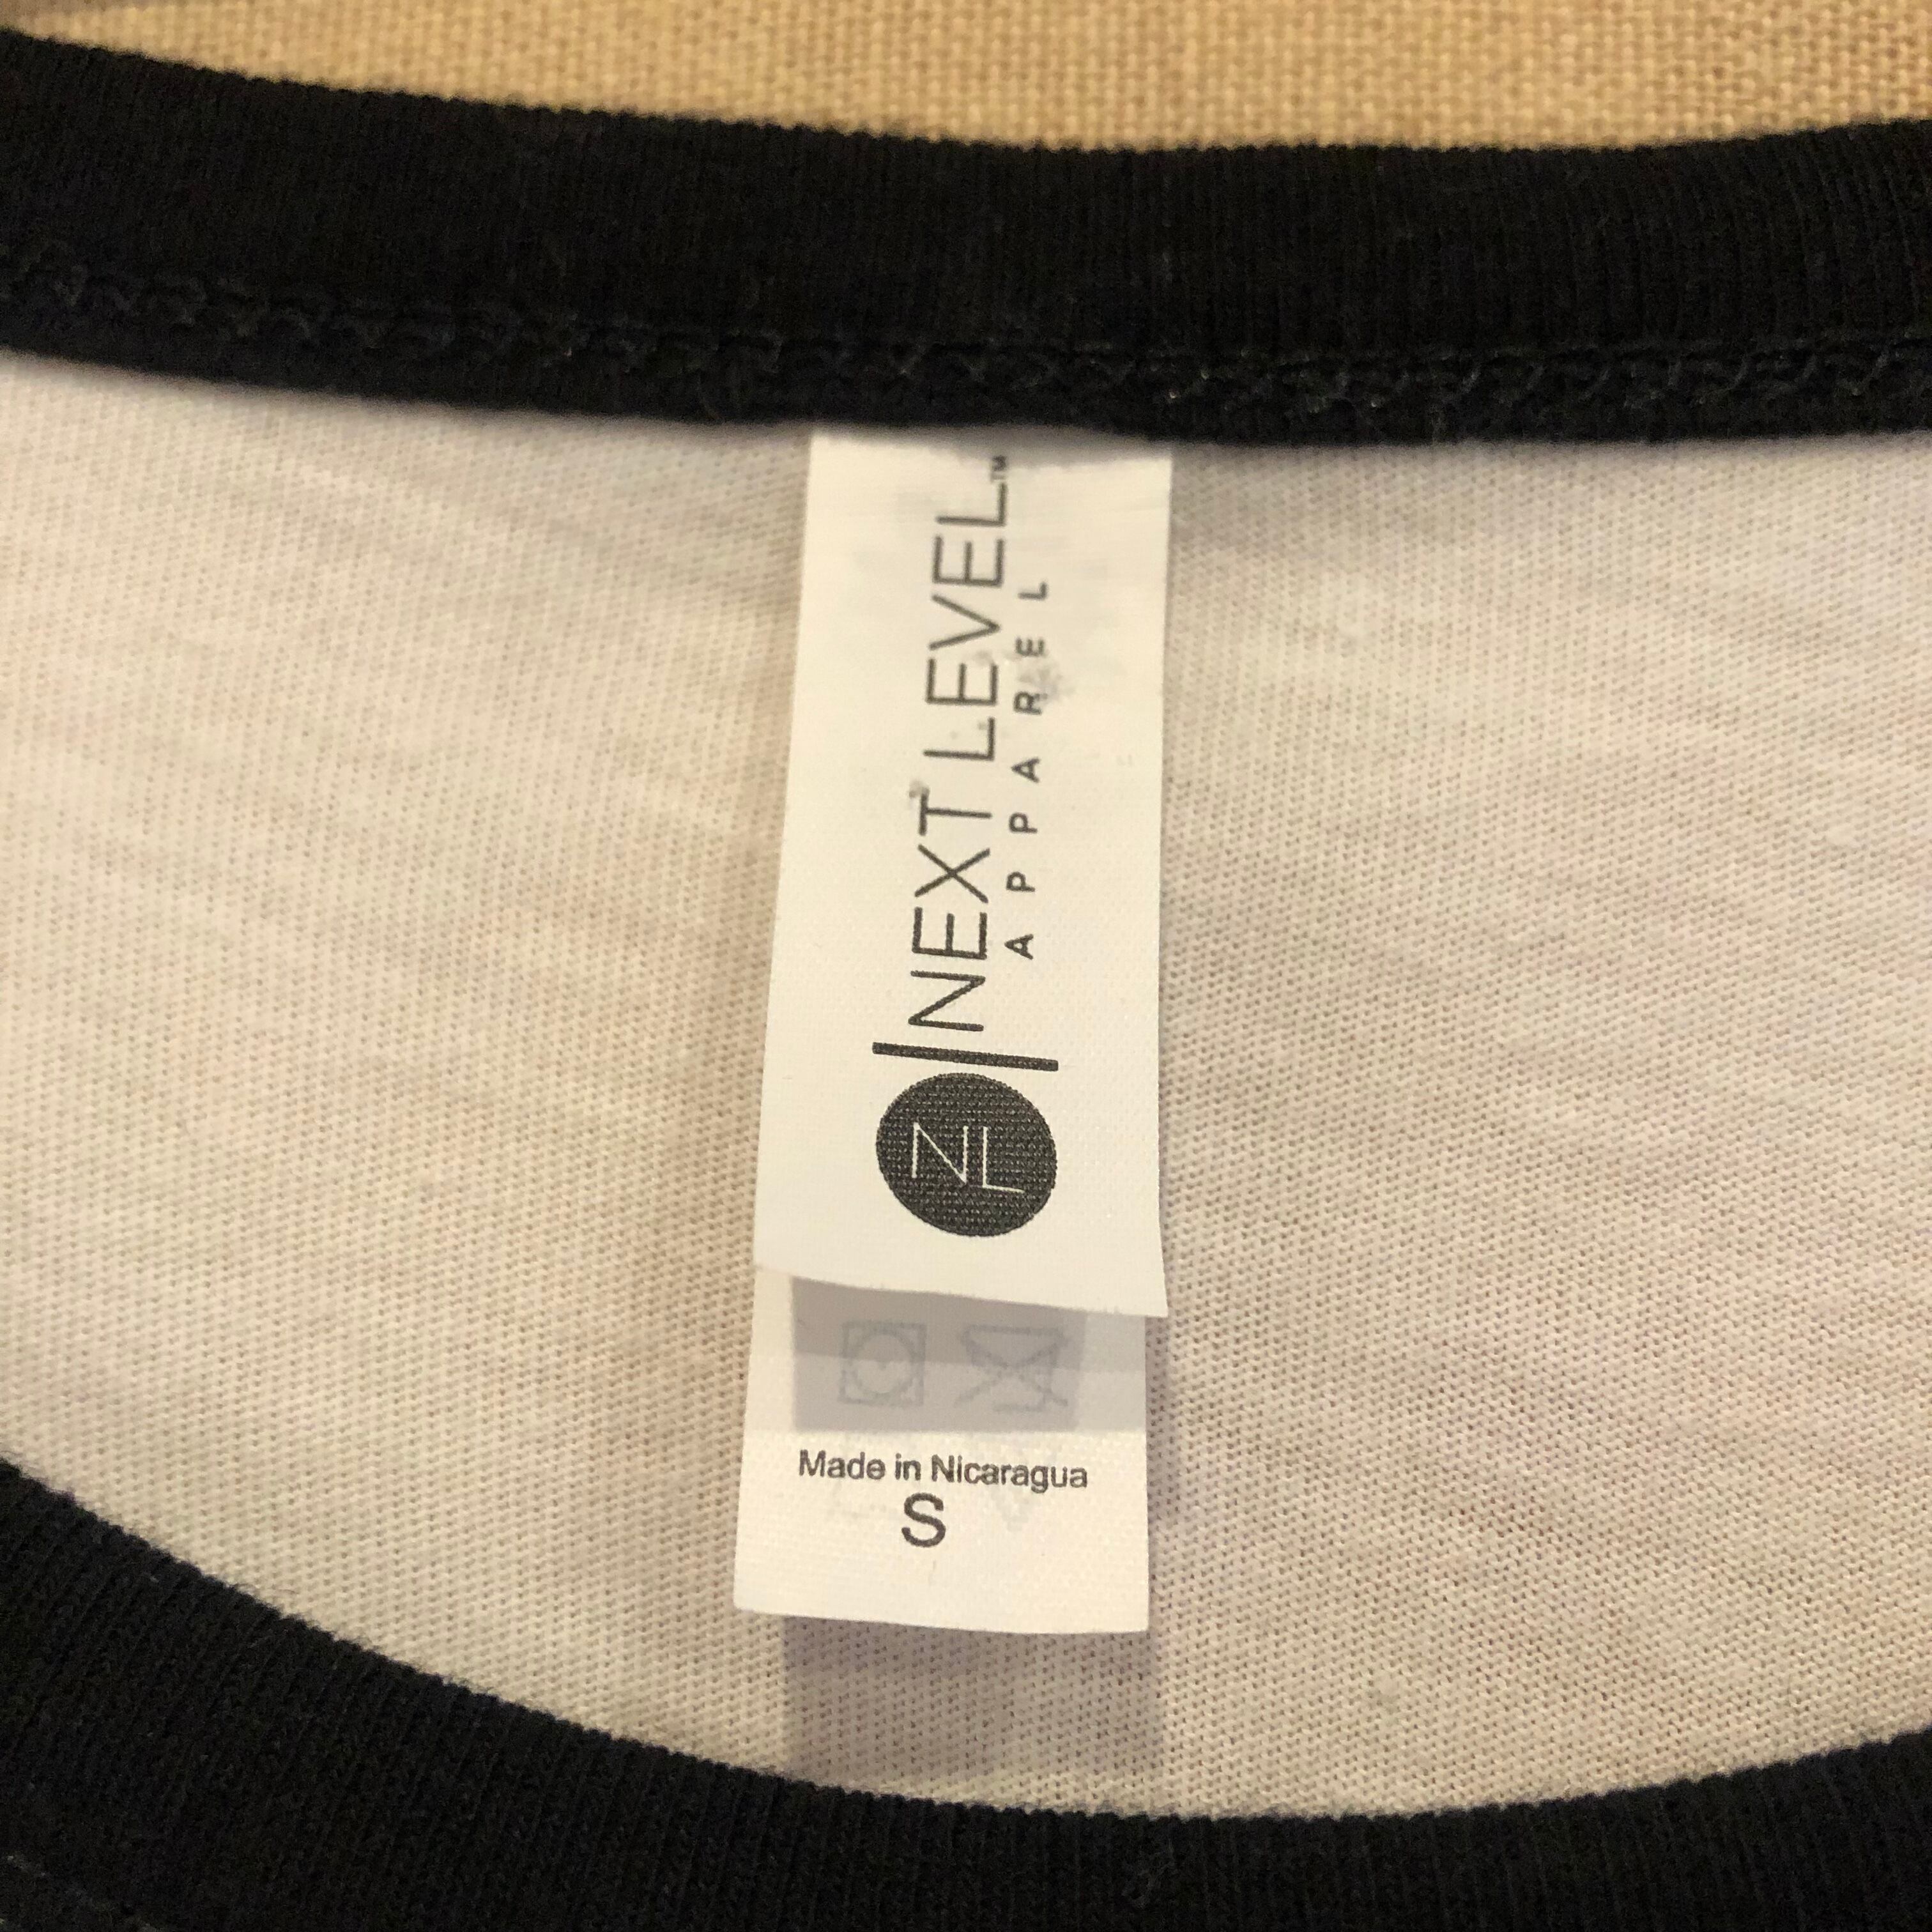 NEXT LEVEL™
APPAREL
NL
Made in Nicaragua
S